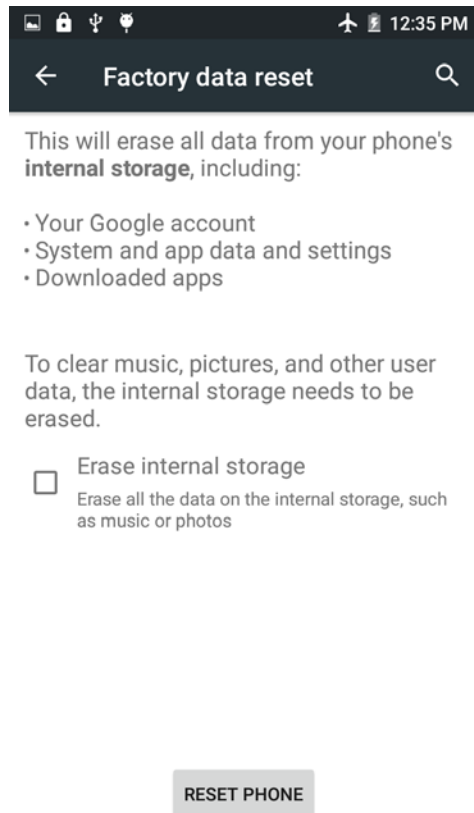 12:35 PM
Factory data reset
This will erase all data from your phone's
internal storage, including:
• Your Google account
• System and app data and settings
• Downloaded apps
To clear music, pictures, and other user
data, the internal storage needs to be
erased.
Erase internal storage
Erase all the data on the internal storage, such
as music or photos
RESET PHONE